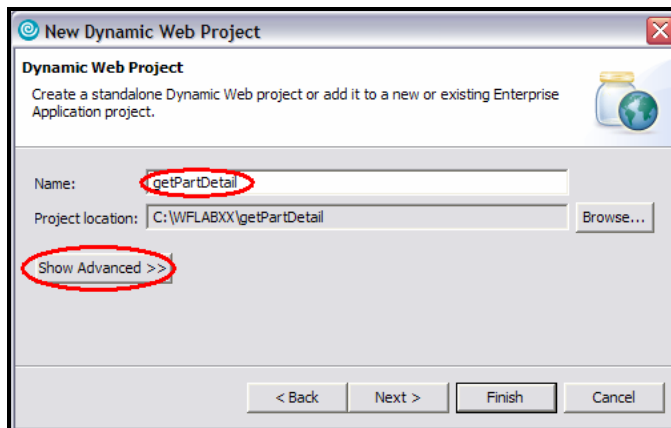 New Dynamic Web Project
Dynamic Web Project
Create a standalone Dynamic Web project or add it to a new or existing Enterprise
Application project.
Name: getPartDetail
Project location: C:\WFLABXX\getPartDetail Browse...
Show Advanced >>
< Back Next > Finish Cancel